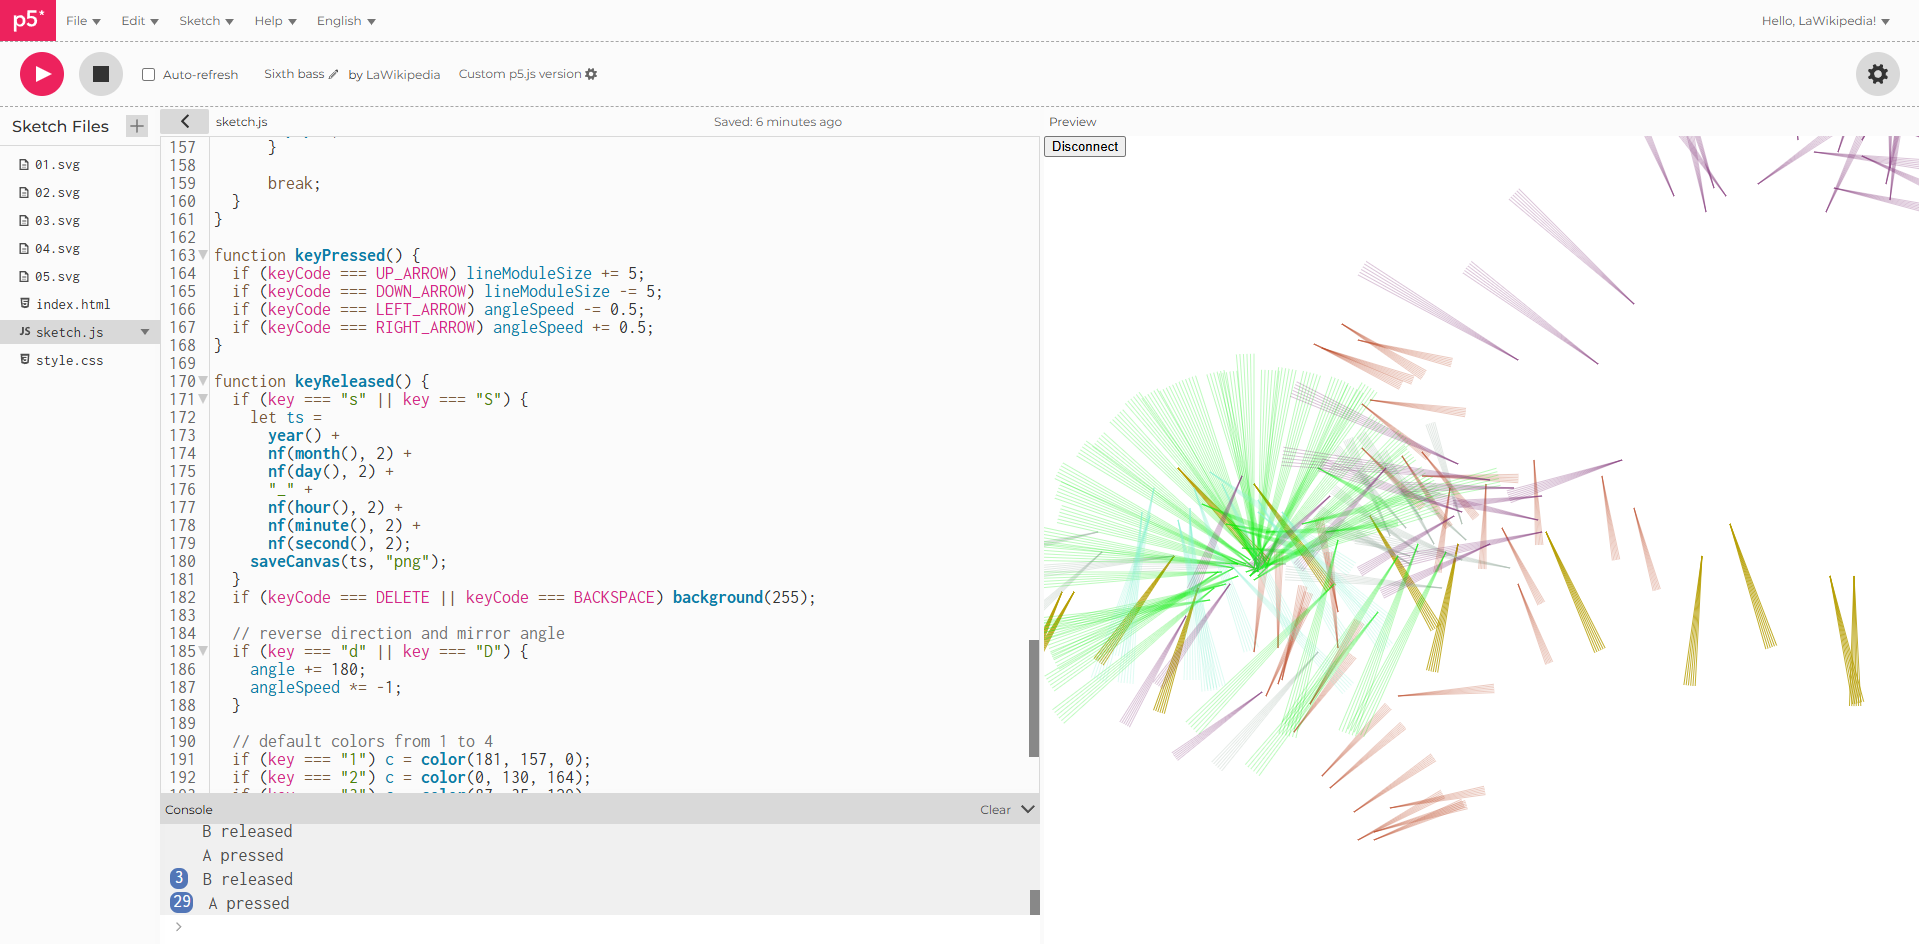 p5* File Edit Sketch Help English Hello, LaWikipedia!
Auto-refresh Sixth bass by LaWikipedia Custom p5.js version
Sketch Files
01.svg
02.svg
03.svg
04.svg
05.svg
index.html
JS sketch.js
style.css
sketch.js Saved: 6 minutes ago Preview
Disconnect
157 }
158
159 break;
160 }
161 }
162
163 function keyPressed() {
164 if (keyCode === UP_ARROW) lineModuleSize += 5;
165 if (keyCode === DOWN_ARROW) lineModuleSize -= 5;
166 if (keyCode === LEFT_ARROW) angleSpeed -= 0.5;
167 if (keyCode === RIGHT_ARROW) angleSpeed += 0.5;
168 }
169
170 function keyReleased() {
171 if (key === "s" || key === "S") {
172 let ts =
173 year() +
174 nf(month(), 2) +
175 nf(day(), 2) +
176 "_" +
177 nf(hour(), 2) +
178 nf(minute(), 2) +
179 nf(second(), 2);
180 saveCanvas(ts, "png");
181 }
182 if (keyCode === DELETE || keyCode === BACKSPACE) background(255);
183
184 // reverse direction and mirror angle
185 if (key === "d" || key === "D") {
186 angle += 180;
187 angleSpeed *= -1;
188 }
189
190 // default colors from 1 to 4
191 if (key === "1") c = color(181, 157, 0);
192 if (key === "2") c = color(0, 130, 164);
Console Clear
B released
A pressed
3 B released
29 A pressed
>